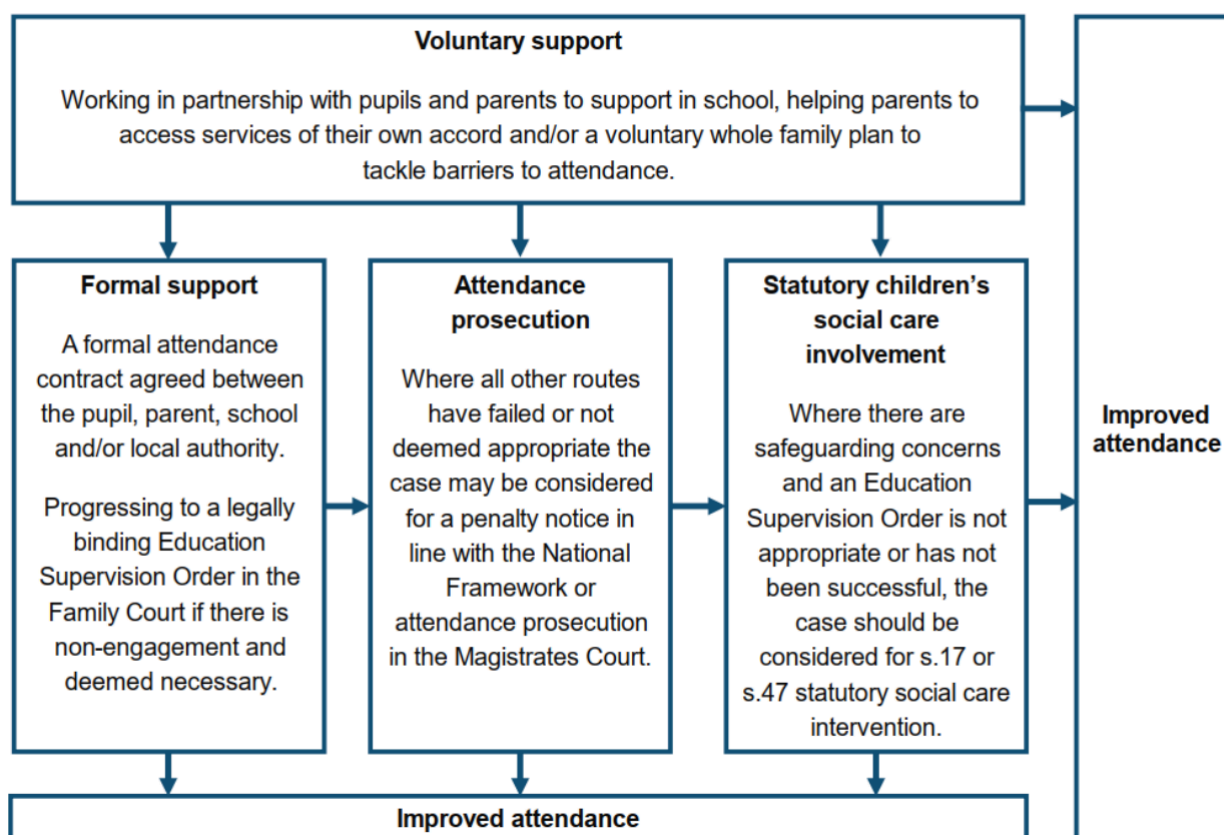 Voluntary support
Working in partnership with pupils and parents to support in school, helping parents to
access services of their own accord and/or a voluntary whole family plan to
tackle barriers to attendance.
Formal support
A formal attendance
contract agreed between
the pupil, parent, school
and/or local authority.
Progressing to a legally
binding Education
Supervision Order in the
Family Court if there is
non-engagement and
deemed necessary.
Attendance
prosecution
Where all other routes
have failed or not
deemed appropriate the
case may be considered
for a penalty notice in
line with the National
Framework or
attendance prosecution
in the Magistrates Court.
Statutory children’s
social care
involvement
Where there are
safeguarding concerns
and an Education
Supervision Order is not
appropriate or has not
been successful, the
case should be
considered for s.17 or
s.47 statutory social care
intervention.
Improved
attendance
Improved attendance